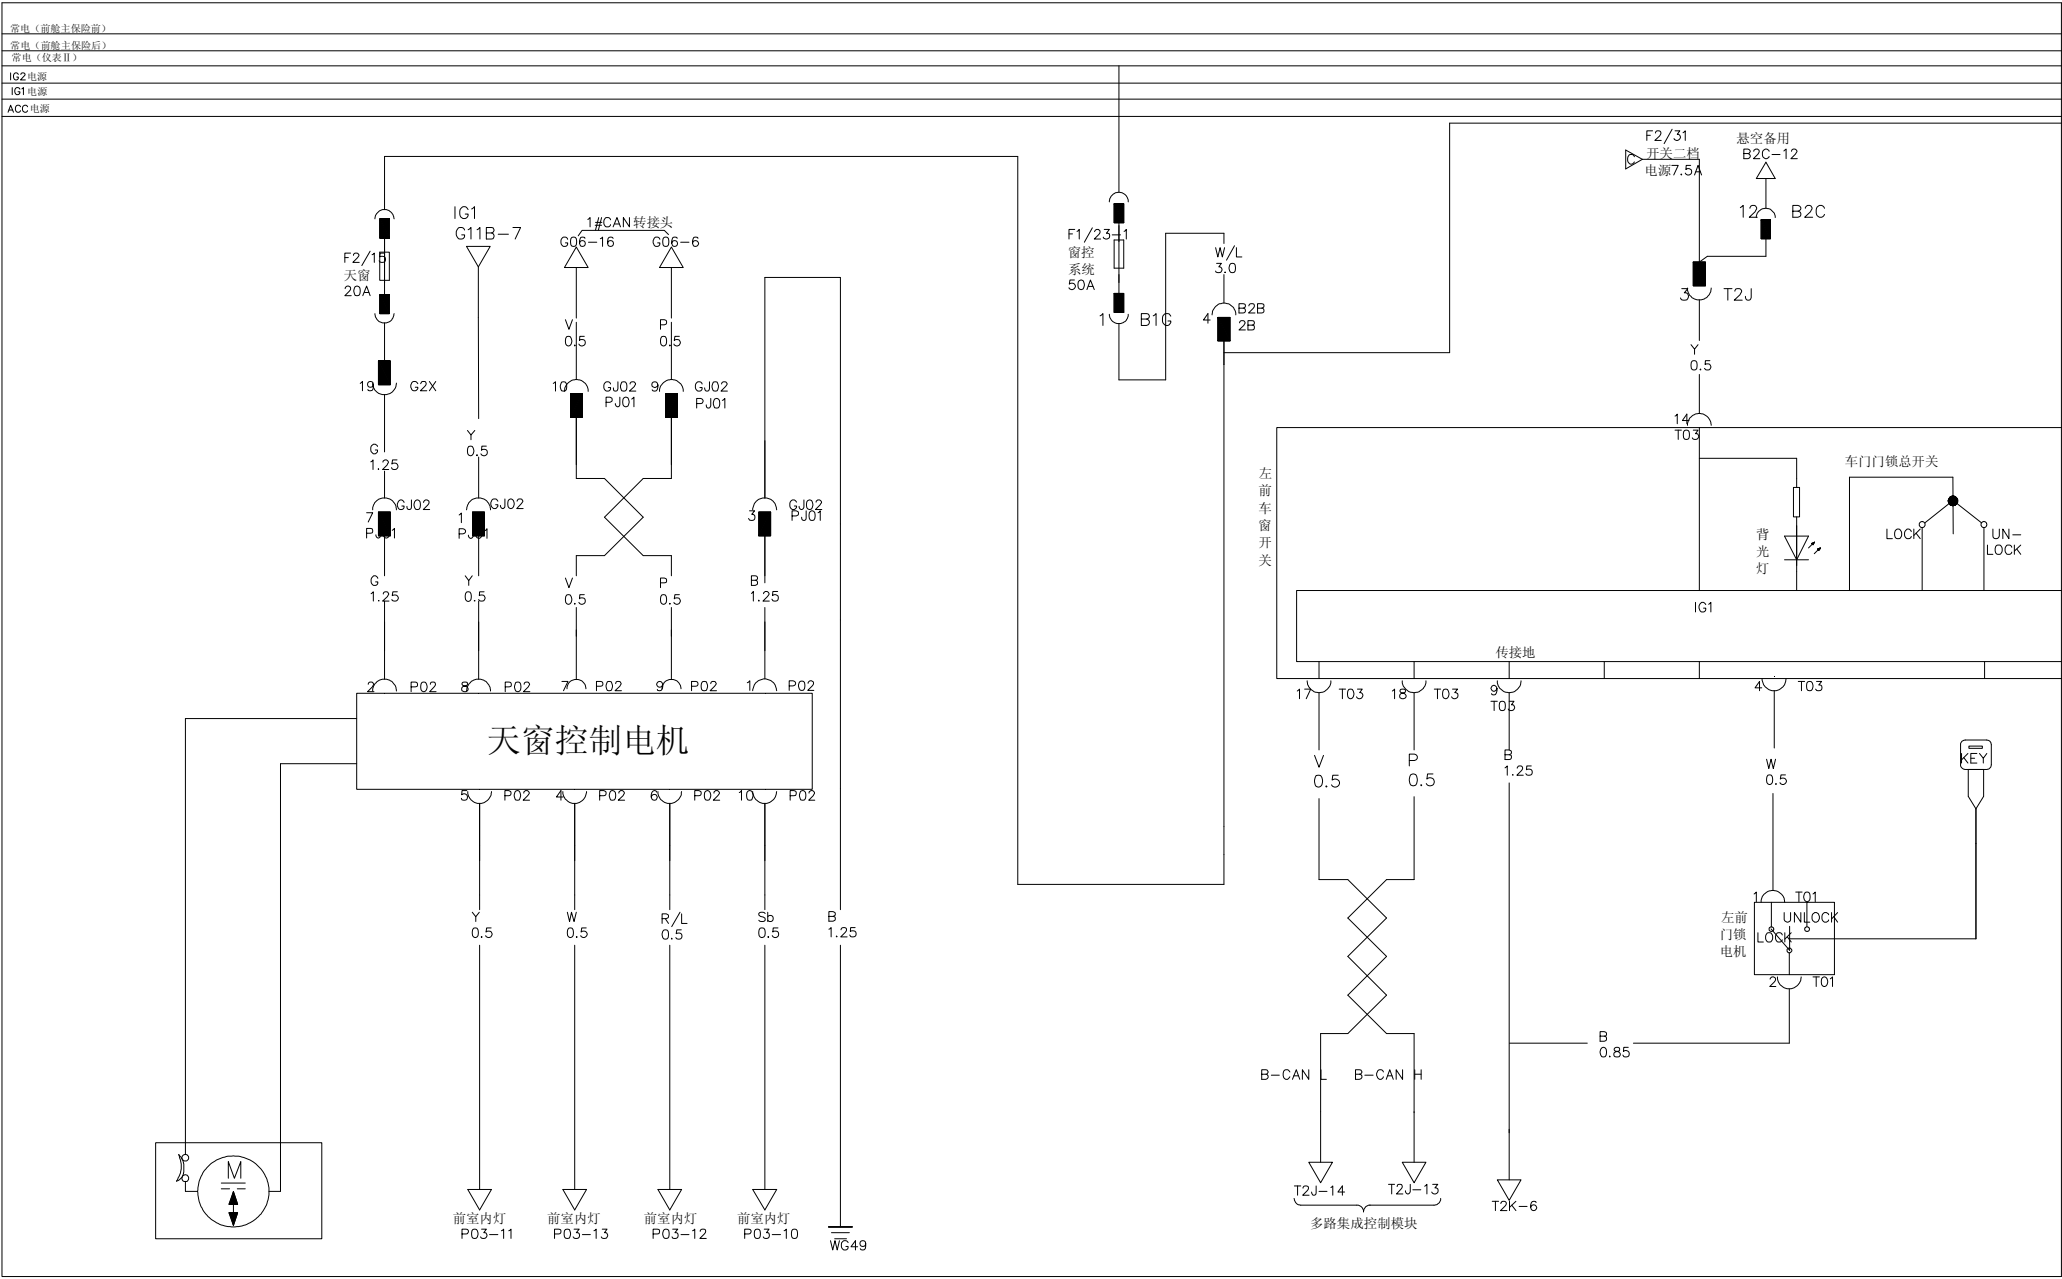 常电（前舱主保险前）
常电（前舱主保险后）
常电（仪表Ⅱ）
IG2电源
IG1电源
ACC电源
F2/31
开关二档
电源7.5A
C
悬空备用
B2C-12
12 B2C
3 T2J
IG1
G11B-7
1#CAN转接头
G06-16
G06-6
F2/15
天窗
20A
F1/23-1
窗控
系统
50A
1 B1G
W/L
3.0
4
B2B
2B
V
0.5
P
0.5
Y
0.5
19 G2X
10
GJ02
PJ01
9
GJ02
PJ01
14
T03
G
1.25
Y
0.5
GJ02
7
PJ01
GJ02
1
PJ01
GJ02
3
PJ01
左前车窗开关
车门门锁总开关
LOCK
UN-
LOCK
背光灯
G
1.25
Y
0.5
V
0.5
P
0.5
B
1.25
IG1
传接地
2 P02
8 P02
7 P02
9 P02
1 P02
17 T03
18 T03
9
T03
4 T03
天窗控制电机
V
0.5
P
0.5
B
1.25
W
0.5
KEY
5 P02
4 P02
6 P02
10 P02
1 T01
UNLOCK
LOCK
左前
门锁
电机
2 T01
Y
0.5
W
0.5
R/L
0.5
Sb
0.5
B
1.25
B
0.85
B-CAN L
B-CAN H
M
T2J-14
T2J-13
多路集成控制模块
T2K-6
前室内灯
P03-11
前室内灯
P03-13
前室内灯
P03-12
前室内灯
P03-10
WG49